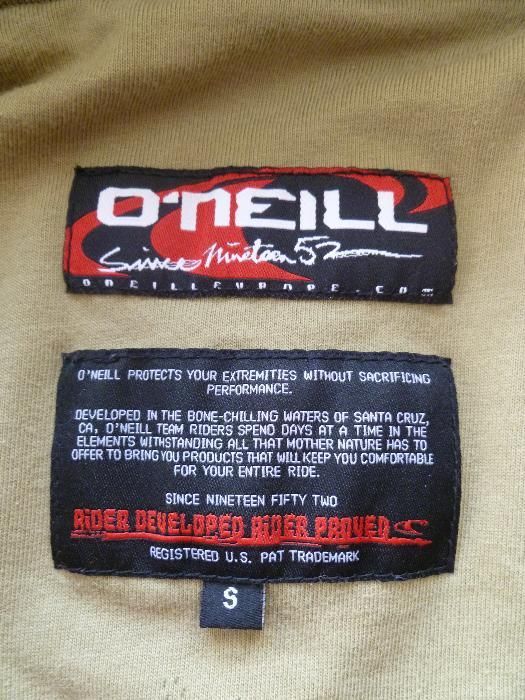 O'NEILL
Since Nineteen 52
ONEILLEUROPE.COM
O'NEILL PROTECTS YOUR EXTREMITIES WITHOUT SACRIFICING
PERFORMANCE.
DEVELOPED IN THE BONE-CHILLING WATERS OF SANTA CRUZ,
CA, O'NEILL TEAM RIDERS SPEND DAYS AT A TIME IN THE
ELEMENTS WITHSTANDING ALL THAT MOTHER NATURE HAS TO
OFFER TO BRING YOU PRODUCTS THAT WILL KEEP YOU COMFORTABLE
FOR YOUR ENTIRE RIDE.
SINCE NINETEEN FIFTY TWO
RiDER DEVELOPED RiDER PROVED
REGISTERED U.S. PAT TRADEMARK
S